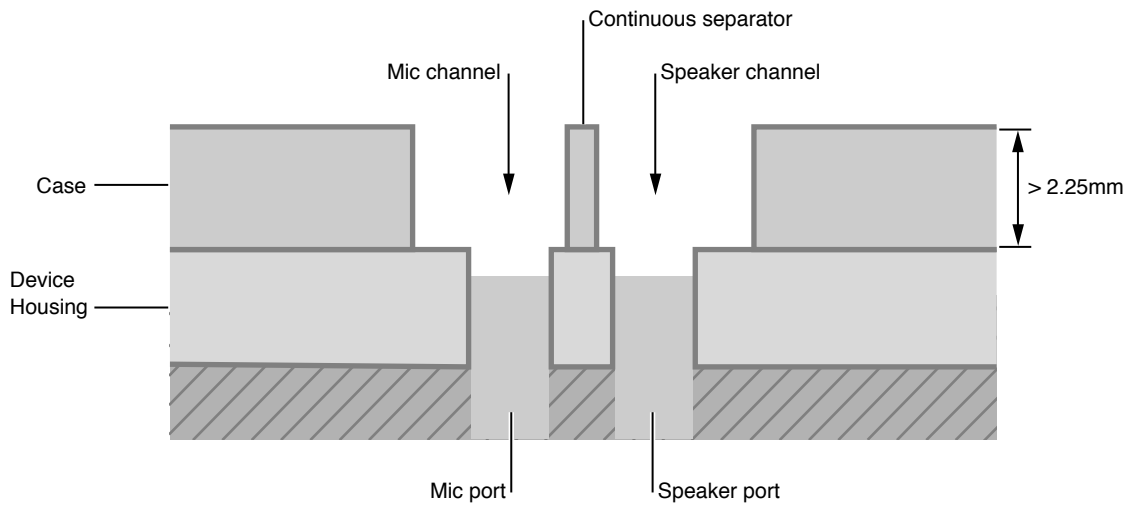 Continuous separator
Mic channel
Speaker channel
Case
> 2.25mm
Device
Housing
Mic port
Speaker port